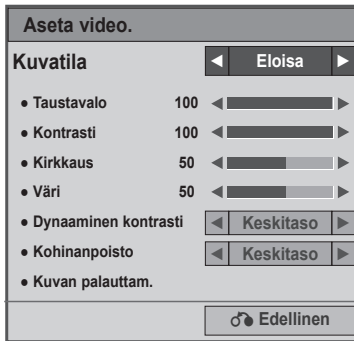 Aseta video.
Kuvatila ◄ Eloisa ►
● Taustavalo 100
● Kontrasti 100
● Kirkkaus 50
● Väri 50
● Dynaaminen kontrasti ◄ Keskitaso ►
● Kohinanpoisto ◄ Keskitaso ►
● Kuvan palauttam.
Edellinen